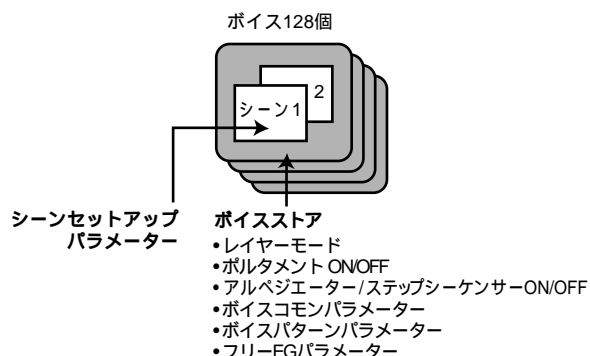 ボイス128個
2
シーン1
シーンセットアップ
パラメーター
ボイスストア
•レイヤーモード
•ポルタメント ON/OFF
•アルペジエーター/ステップシーケンサーON/OFF
•ボイスコモンパラメーター
•ボイスパターンパラメーター
•フリーEGパラメーター